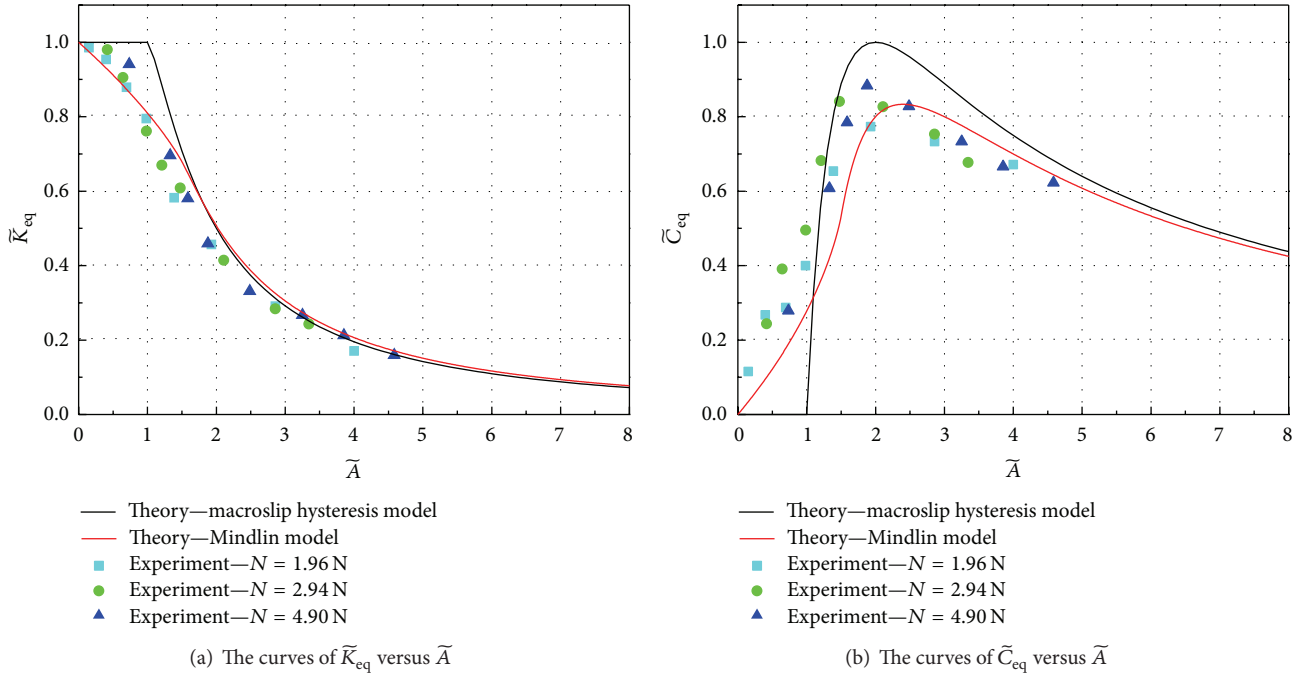 1.0
0.8
0.6
0.4
0.2
0.0
K̃eq
0 1 2 3 4 5 6 7 8
Ã
Theory—macroslip hysteresis model
Theory—Mindlin model
Experiment—N = 1.96 N
Experiment—N = 2.94 N
Experiment—N = 4.90 N
(a) The curves of K̃eq versus Ã
1.0
0.8
0.6
0.4
0.2
0.0
C̃eq
0 1 2 3 4 5 6 7 8
Ã
Theory—macroslip hysteresis model
Theory—Mindlin model
Experiment—N = 1.96 N
Experiment—N = 2.94 N
Experiment—N = 4.90 N
(b) The curves of C̃eq versus Ã